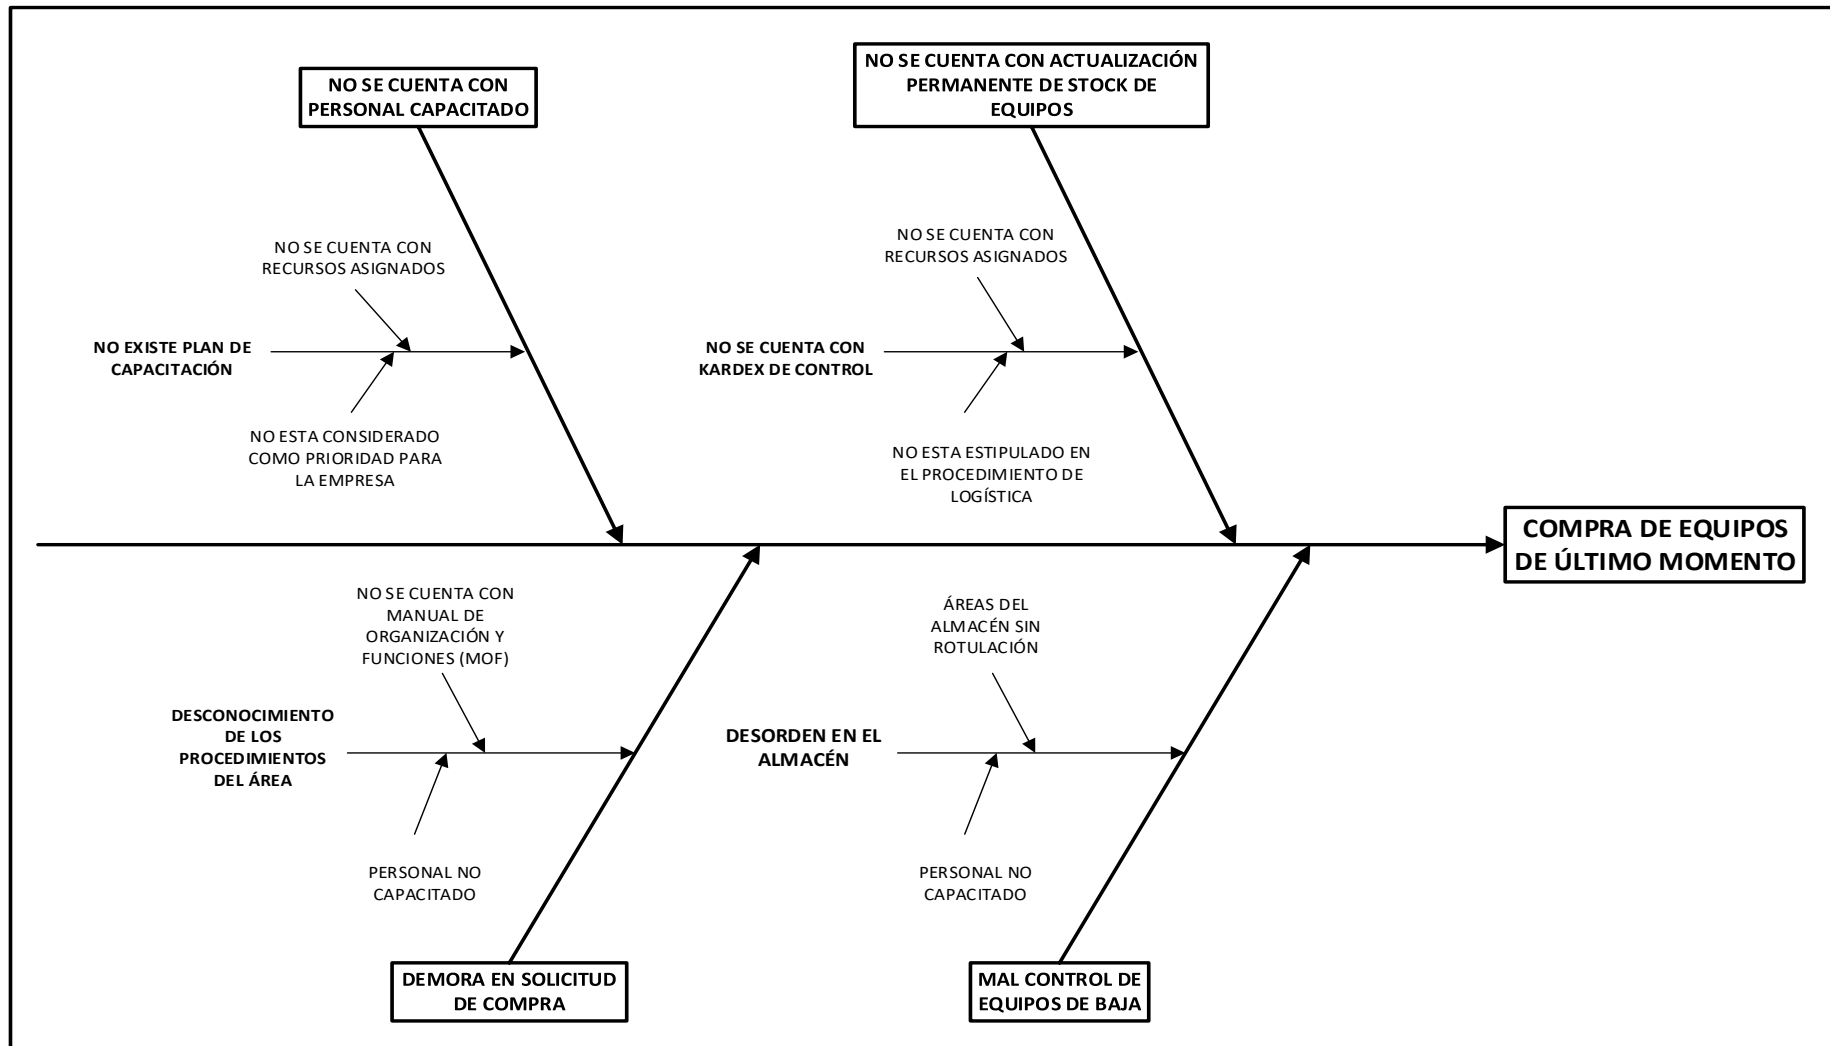 NO SE CUENTA CON
PERSONAL CAPACITADO
NO SE CUENTA CON ACTUALIZACIÓN
PERMANENTE DE STOCK DE
EQUIPOS
NO SE CUENTA CON
RECURSOS ASIGNADOS
NO EXISTE PLAN DE
CAPACITACIÓN
NO ESTA CONSIDERADO
COMO PRIORIDAD PARA
LA EMPRESA
NO SE CUENTA CON
RECURSOS ASIGNADOS
NO SE CUENTA CON
KARDEX DE CONTROL
NO ESTA ESTIPULADO EN
EL PROCEDIMIENTO DE
LOGÍSTICA
COMPRA DE EQUIPOS
DE ÚLTIMO MOMENTO
NO SE CUENTA CON
MANUAL DE
ORGANIZACIÓN Y
FUNCIONES (MOF)
DESCONOCIMIENTO
DE LOS
PROCEDIMIENTOS
DEL ÁREA
PERSONAL NO
CAPACITADO
ÁREAS DEL
ALMACÉN SIN
ROTULACIÓN
DESORDEN EN EL
ALMACÉN
PERSONAL NO
CAPACITADO
DEMORA EN SOLICITUD
DE COMPRA
MAL CONTROL DE
EQUIPOS DE BAJA